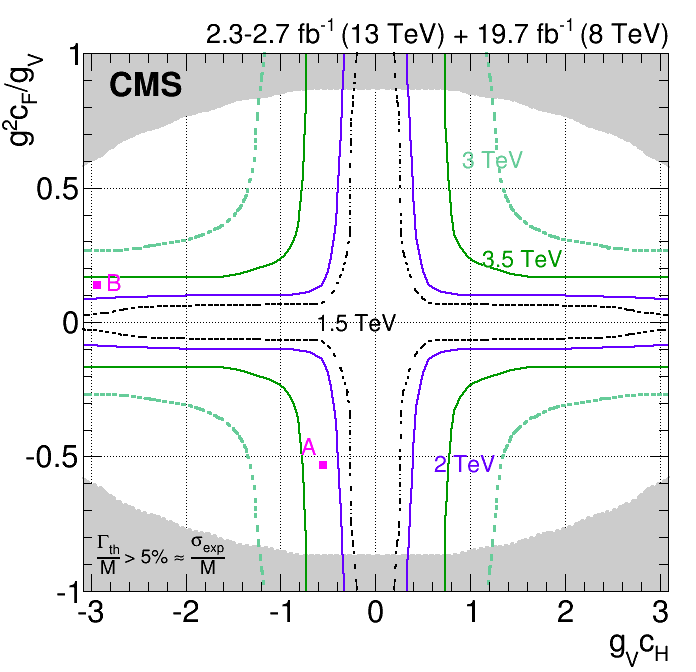 2.3-2.7 fb⁻¹ (13 TeV) + 19.7 fb⁻¹ (8 TeV)
CMS
g²c_F/g_V
1
0.5
0
-0.5
-1
3 TeV
3.5 TeV
B
1.5 TeV
A
2 TeV
Γ_th/M > 5% ≈ σ_exp/M
-3 -2 -1 0 1 2 3
g_V c_H